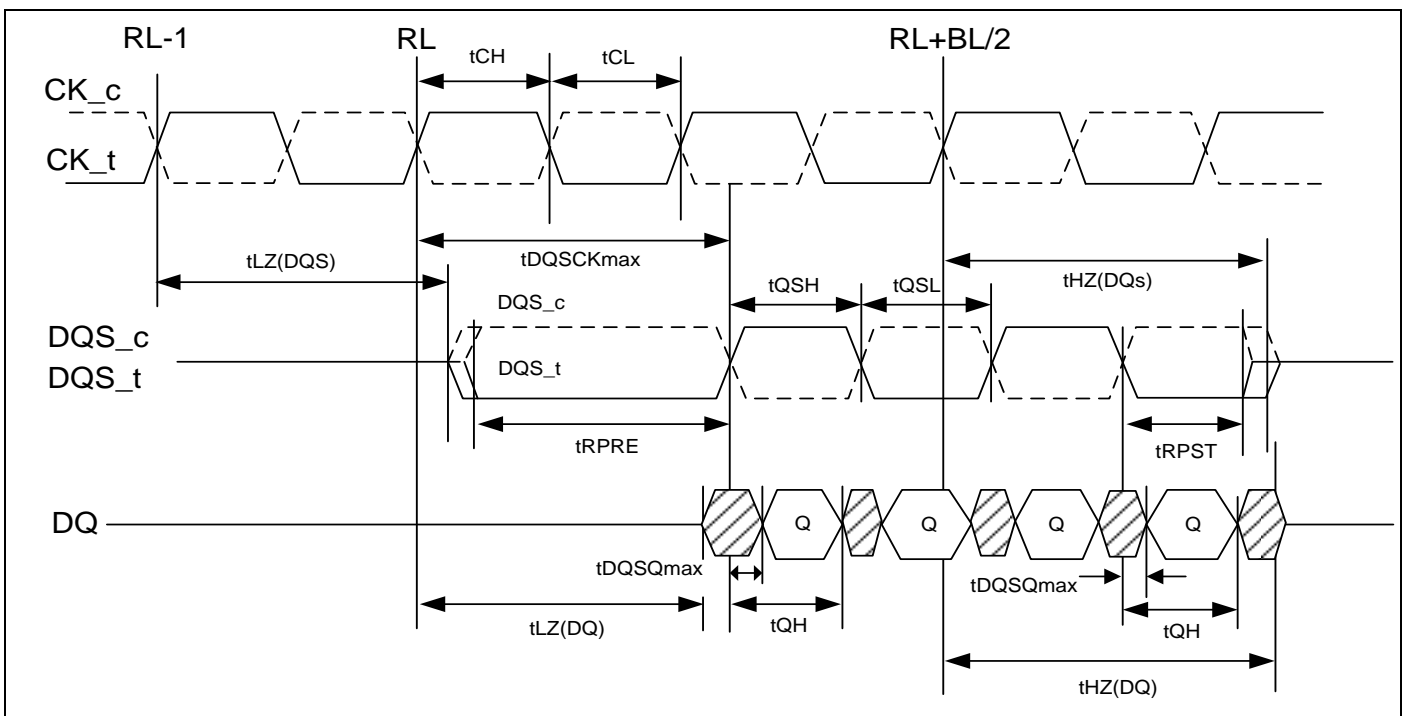 RL-1
RL
RL+BL/2
tCH
tCL
CK_c
CK_t
tLZ(DQS)
tDQSCKmax
tHZ(DQs)
tQSH
tQSL
DQS_c
DQS_c
DQS_t
DQS_t
tRPRE
tRPST
DQ
Q
Q
Q
Q
tDQSQmax
tDQSQmax
tLZ(DQ)
tQH
tQH
tHZ(DQ)